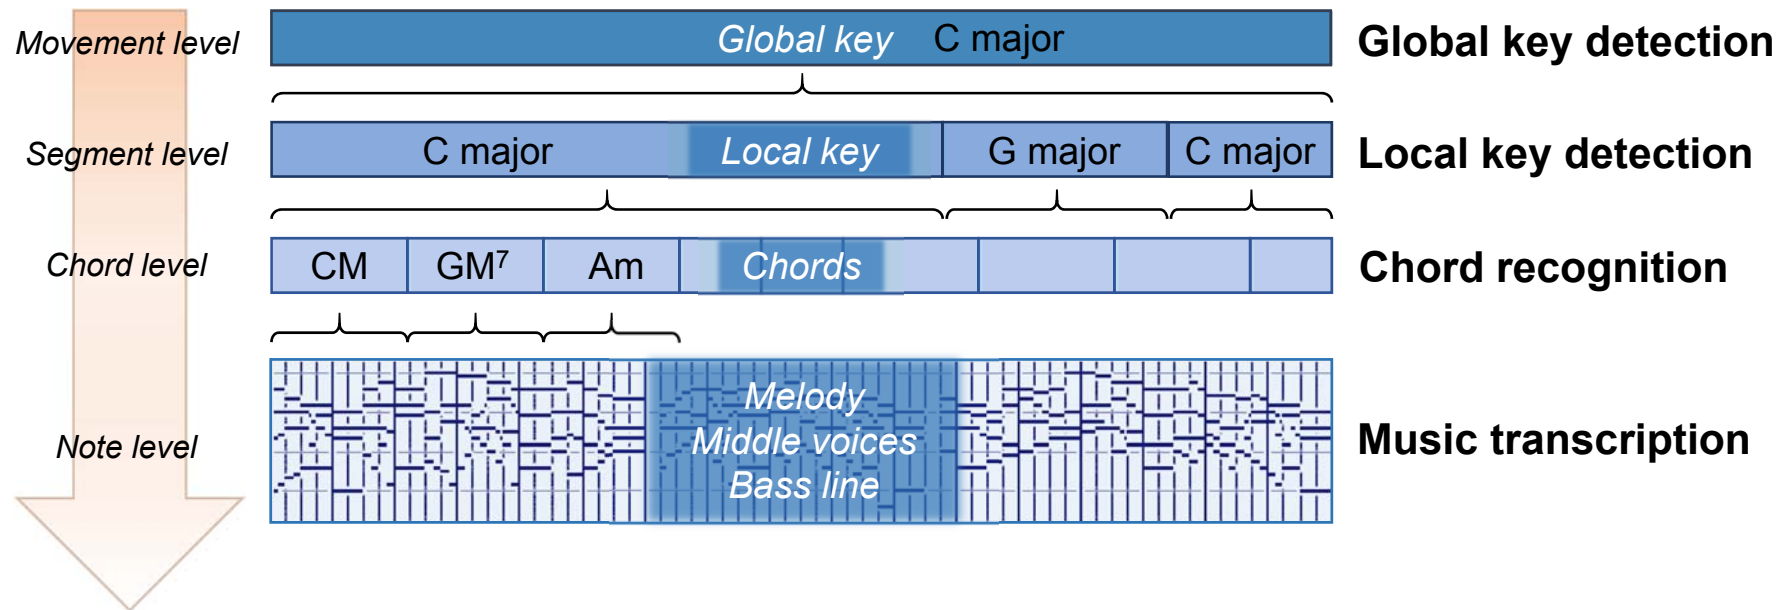 Movement level Global key C major Global key detection
Segment level C major Local key G major C major Local key detection
Chord level CM GM⁷ Am Chords Chord recognition
Melody
Note level Middle voices Music transcription
Bass line